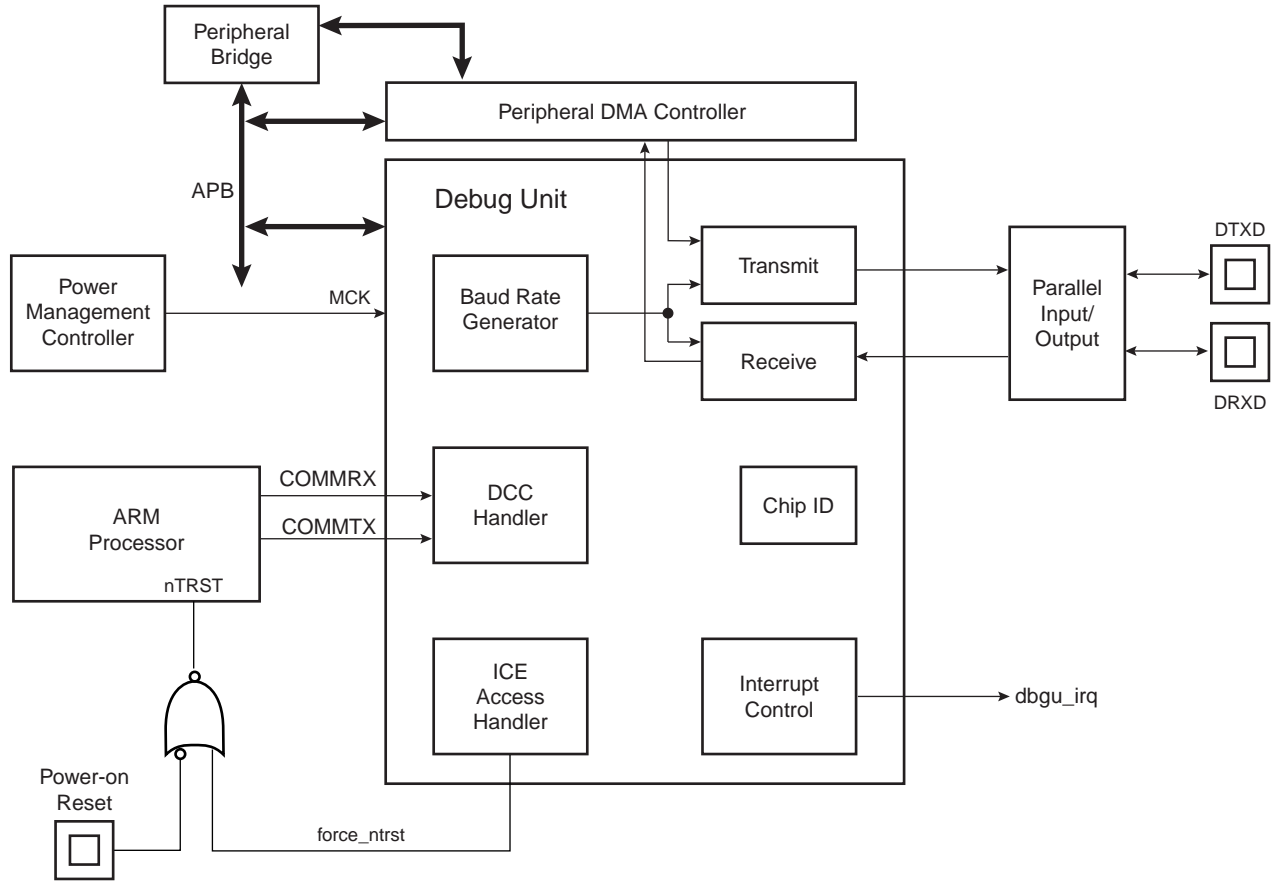 Peripheral
Bridge
Peripheral DMA Controller
APB
Debug Unit
DTXD
Transmit
Power
Management
Controller
MCK
Baud Rate
Generator
Parallel
Input/
Output
Receive
DRXD
COMMRX
ARM
Processor
DCC
Handler
Chip ID
COMMTX
nTRST
ICE
Access
Handler
Interrupt
Control
dbgu_irq
Power-on
Reset
force_ntrst